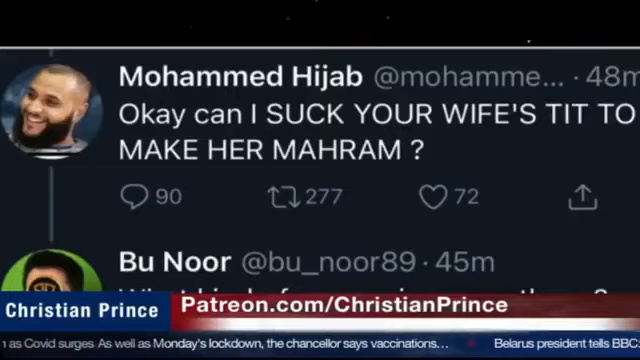 Mohammed Hijab @mohamme... · 48m
Okay can I SUCK YOUR WIFE'S TIT TO
MAKE HER MAHRAM ?
90 277 72
Bu Noor @bu_noor89 · 45m
Christian Prince
Patreon.com/ChristianPrince
n as Covid surges As well as Monday's lockdown, the chancellor says vaccinations... Belarus president tells BBC